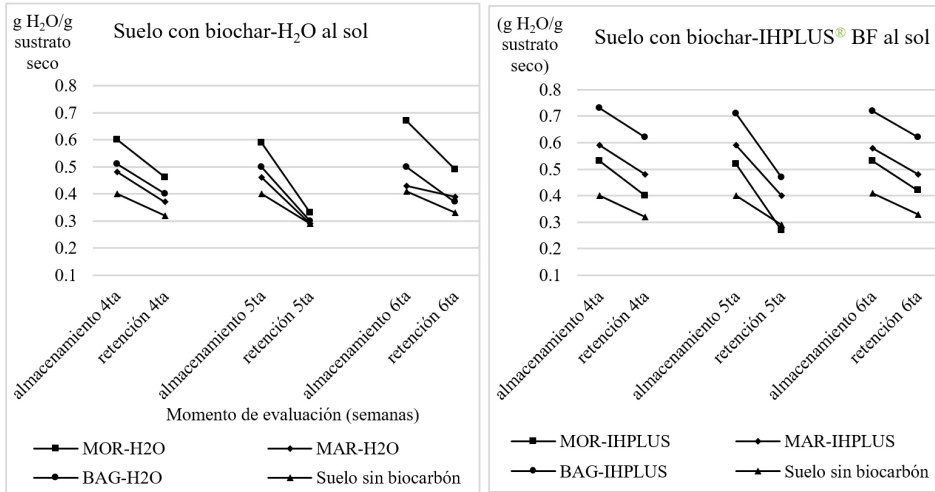 g H₂O/g
sustrato
seco
Suelo con biochar-H₂O al sol
0.8
0.7
0.6
0.5
0.4
0.3
0.2
0.1
almacenamiento 4ta
retención 4ta
almacenamiento 5ta
retención 5ta
almacenamiento 6ta
retención 6ta
Momento de evaluación (semanas)
MOR-H2O
MAR-H2O
BAG-H2O
Suelo sin biocarbón
(g H₂O/g
sustrato
seco)
Suelo con biochar-IHPLUS® BF al sol
0.8
0.7
0.6
0.5
0.4
0.3
0.2
0.1
almacenamiento 4ta
retención 4ta
almacenamiento 5ta
retención 5ta
almacenamiento 6ta
retención 6ta
MOR-IHPLUS
MAR-IHPLUS
BAG-IHPLUS
Suelo sin biocarbón